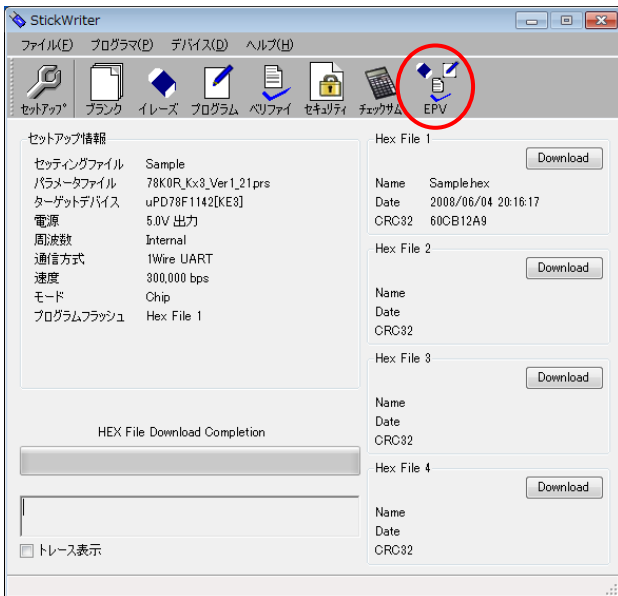 StickWriter
ファイル(F) プログラマ(P) デバイス(D) ヘルプ(H)
セットアップ ブランク イレーズ プログラム ベリファイ セキュリティ チェックサム EPV
セットアップ情報
セッティングファイル Sample
パラメータファイル 78K0R_Kx3_Ver1_21.prs
ターゲットデバイス uPD78F1142[KE3]
電源 5.0V 出力
周波数 Internal
通信方式 1Wire UART
速度 300,000 bps
モード Chip
プログラムフラッシュ Hex File 1
HEX File Download Completion
トレース表示
Hex File 1
Download
Name Sample.hex
Date 2008/06/04 20:16:17
CRC32 60CB12A9
Hex File 2
Download
Name
Date
CRC32
Hex File 3
Download
Name
Date
CRC32
Hex File 4
Download
Name
Date
CRC32